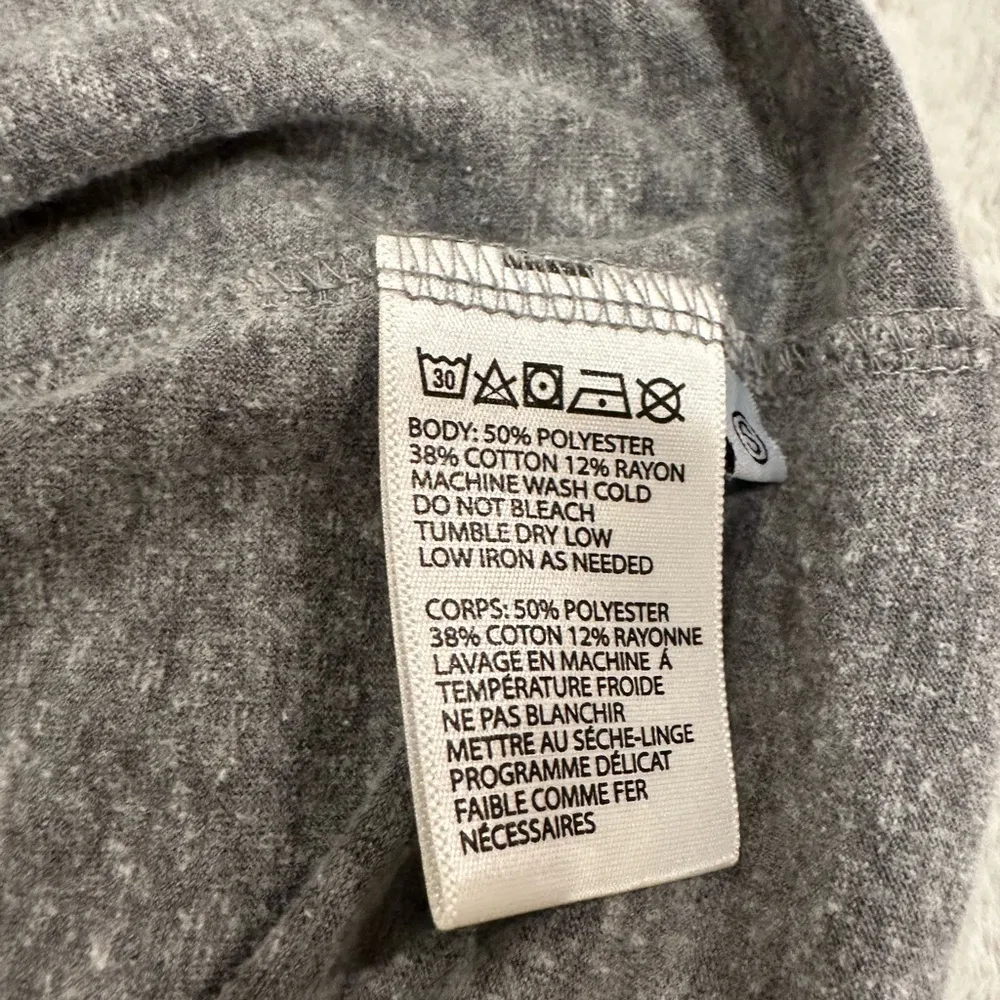 30
BODY: 50% POLYESTER
38% COTTON 12% RAYON
MACHINE WASH COLD
DO NOT BLEACH
TUMBLE DRY LOW
LOW IRON AS NEEDED
CORPS: 50% POLYESTER
38% COTON 12% RAYONNE
LAVAGE EN MACHINE Á
TEMPÉRATURE FROIDE
NE PAS BLANCHIR
METTRE AU SÉCHE-LINGE
PROGRAMME DÉLICAT
FAIBLE COMME FER
NÉCESSAIRES